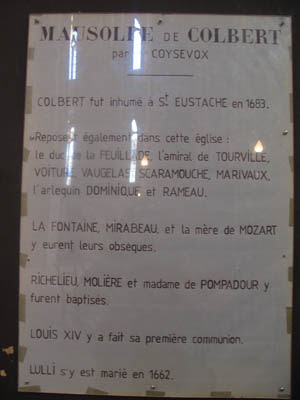 MAUSOLEE DE COLBERT
par COYSEVOX
COLBERT fut inhumé à St EUSTACHE en 1683.
Reposent également dans cette église :
le duc de la FEUILLADE, l'amiral de TOURVILLE,
VOITURE, VAUGELAS, SCARAMOUCHE, MARIVAUX,
l'arlequin DOMINIQUE et RAMEAU.
LA FONTAINE, MIRABEAU, et la mère de MOZART
y eurent leurs obsèques.
RICHELIEU, MOLIÈRE et madame de POMPADOUR y
furent baptisés.
LOUIS XIV y a fait sa première communion.
LULLI s'y est marié en 1662.